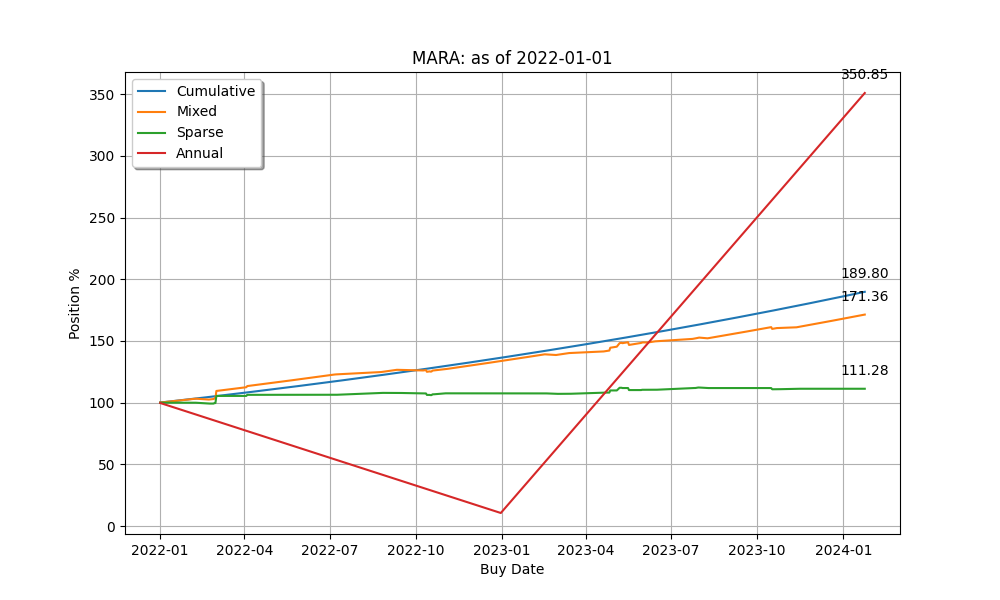 MARA: as of 2022-01-01
350.85
350
Cumulative
Mixed
Sparse
Annual
300
250
200
189.80
171.36
150
111.28
100
50
0
Position %
2022-01 2022-04 2022-07 2022-10 2023-01 2023-04 2023-07 2023-10 2024-01
Buy Date